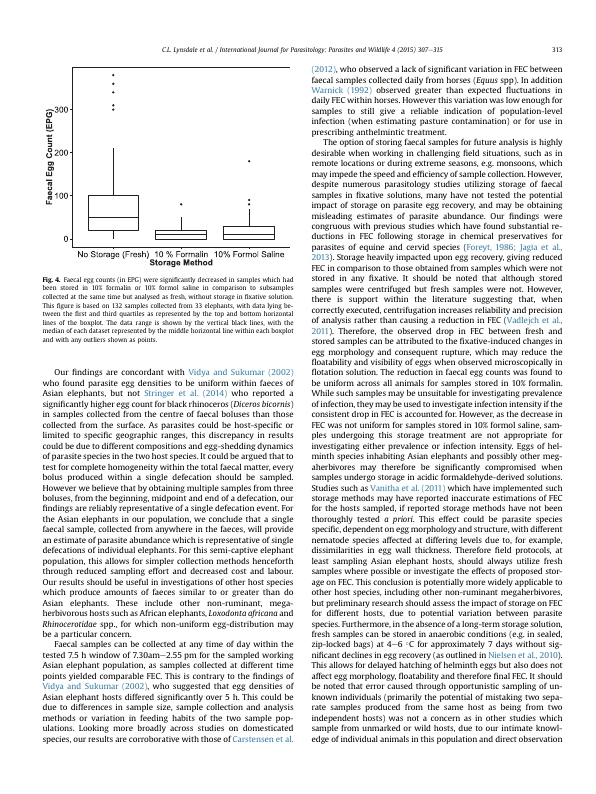 C.L. Lynsdale et al. / International Journal for Parasitology: Parasites and Wildlife 4 (2015) 307–315
313
Faecal Egg Count (EPG)
300
200
100
0
No Storage (Fresh) 10 % Formalin 10% Formol Saline
Storage Method
Fig. 4. Faecal egg counts (in EPG) were significantly decreased in samples which had
been stored in 10% formalin or 10% formol saline in comparison to subsamples
collected at the same time but analysed as fresh, without storage in fixative solution.
This figure is based on 132 samples collected from 33 elephants, with data lying be-
tween the first and third quartiles as represented by the top and bottom horizontal
lines of the boxplot. The data range is shown by the vertical black lines, with the
median of each dataset represented by the middle horizontal line within each boxplot
and with any outliers shown as points.
Our findings are concordant with Vidya and Sukumar (2002)
who found parasite egg densities to be uniform within faeces of
Asian elephants, but not Stringer et al. (2014) who reported a
significantly higher egg count for black rhinoceros (Diceros bicornis)
in samples collected from the centre of faecal boluses than those
collected from the surface. As parasites could be host-specific or
limited to specific geographic ranges, this discrepancy in results
could be due to different compositions and egg-shedding dynamics
of parasite species in the two host species. It could be argued that to
test for complete homogeneity within the total faecal matter, every
bolus produced within a single defecation should be sampled.
However we believe that by obtaining multiple samples from three
boluses, from the beginning, midpoint and end of a defecation, our
findings are reliably representative of a single defecation event. For
the Asian elephants in our population, we conclude that a single
faecal sample, collected from anywhere in the faeces, will provide
an estimate of parasite abundance which is representative of single
defecations of individual elephants. For this semi-captive elephant
population, this allows for simpler collection methods henceforth
through reduced sampling effort and decreased cost and labour.
Our results should be useful in investigations of other host species
which produce amounts of faeces similar to or greater than do
Asian elephants. These include other non-ruminant, mega-
herbivorous hosts such as African elephants, Loxodonta africana and
Rhinocerotidae spp., for which non-uniform egg-distribution may
be a particular concern.
Faecal samples can be collected at any time of day within the
tested 7.5 h window of 7.30am–2.55 pm for the sampled working
Asian elephant population, as samples collected at different time
points yielded comparable FEC. This is contrary to the findings of
Vidya and Sukumar (2002), who suggested that egg densities of
Asian elephant hosts differed significantly over 5 h. This could be
due to differences in sample size, sample collection and analysis
methods or variation in feeding habits of the two sample pop-
ulations. Looking more broadly across studies on domesticated
species, our results are corroborative with those of Carstensen et al.
(2012), who observed a lack of significant variation in FEC between
faecal samples collected daily from horses (Equus spp). In addition
Warnick (1992) observed greater than expected fluctuations in
daily FEC within horses. However this variation was low enough for
samples to still give a reliable indication of population-level
infection (when estimating pasture contamination) or for use in
prescribing anthelmintic treatment.
The option of storing faecal samples for future analysis is highly
desirable when working in challenging field situations, such as in
remote locations or during extreme seasons, e.g. monsoons, which
may impede the speed and efficiency of sample collection. However,
despite numerous parasitology studies utilizing storage of faecal
samples in fixative solutions, many have not tested the potential
impact of storage on parasite egg recovery, and may be obtaining
misleading estimates of parasite abundance. Our findings were
congruous with previous studies which have found substantial re-
ductions in FEC following storage in chemical preservatives for
parasites of equine and cervid species (Foreyt, 1986; Jagla et al.,
2013). Storage heavily impacted upon egg recovery, giving reduced
FEC in comparison to those obtained from samples which were not
stored in any fixative. It should be noted that although stored
samples were centrifuged but fresh samples were not. However,
there is support within the literature suggesting that, when
correctly executed, centrifugation increases reliability and precision
of analysis rather than causing a reduction in FEC (Vadlejch et al.,
2011). Therefore, the observed drop in FEC between fresh and
stored samples can be attributed to the fixative-induced changes in
egg morphology and consequent rupture, which may reduce the
floatability and visibility of eggs when observed microscopically in
flotation solution. The reduction in faecal egg counts was found to
be uniform across all animals for samples stored in 10% formalin.
While such samples may be unsuitable for investigating prevalence
of infection, they may be used to investigate infection intensity if the
consistent drop in FEC is accounted for. However, as the decrease in
FEC was not uniform for samples stored in 10% formol saline, sam-
ples undergoing this storage treatment are not appropriate for
investigating either prevalence or infection intensity. Eggs of hel-
minth species inhabiting Asian elephants and possibly other meg-
aherbivores may therefore be significantly compromised when
samples undergo storage in acidic formaldehyde-derived solutions.
Studies such as Vanitha et al. (2011) which have implemented such
storage methods may have reported inaccurate estimations of FEC
for the hosts sampled, if reported storage methods have not been
thoroughly tested a priori. This effect could be parasite species
specific, dependent on egg morphology and structure, with different
nematode species affected at differing levels due to, for example,
dissimilarities in egg wall thickness. Therefore field protocols, at
least sampling Asian elephant hosts, should always utilize fresh
samples where possible or investigate the effects of proposed stor-
age on FEC. This conclusion is potentially more widely applicable to
other host species, including other non-ruminant megaherbivores,
but preliminary research should assess the impact of storage on FEC
for different hosts, due to potential variation between parasite
species. Furthermore, in the absence of a long-term storage solution,
fresh samples can be stored in anaerobic conditions (e.g. in sealed,
zip-locked bags) at 4–6 °C for approximately 7 days without sig-
nificant declines in egg recovery (as outlined in Nielsen et al., 2010).
This allows for delayed hatching of helminth eggs but also does not
affect egg morphology, floatability and therefore final FEC. It should
be noted that error caused through opportunistic sampling of un-
known individuals (primarily the potential of mistaking two sepa-
rate samples produced from the same host as being from two
independent hosts) was not a concern as in other studies which
sample from unmarked or wild hosts, due to our intimate knowl-
edge of individual animals in this population and direct observation